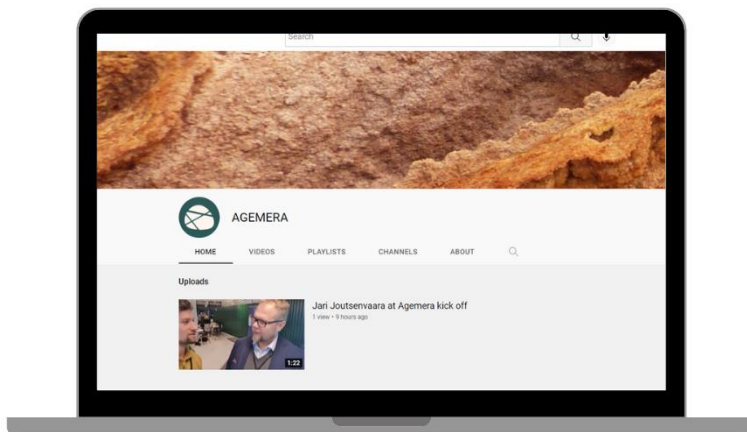 Search
AGEMERA
HOME VIDEOS PLAYLISTS CHANNELS ABOUT
Uploads
Jari Joutsenvaara at Agemera kick off
1 view • 9 hours ago
1:22